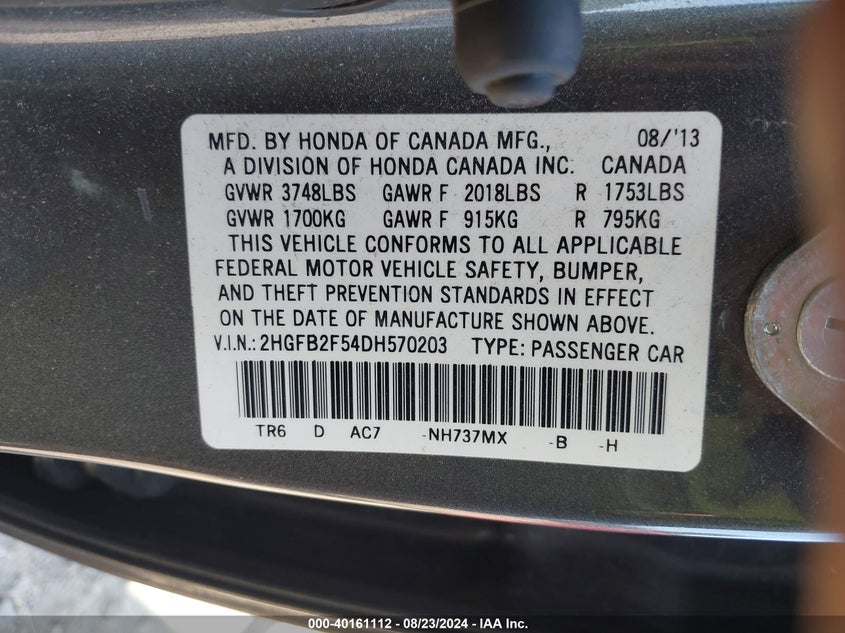 MFD. BY HONDA OF CANADA MFG., 08/'13
A DIVISION OF HONDA CANADA INC. CANADA
GVWR 3748LBS GAWR F 2018LBS R 1753LBS
GVWR 1700KG GAWR F 915KG R 795KG
THIS VEHICLE CONFORMS TO ALL APPLICABLE
FEDERAL MOTOR VEHICLE SAFETY, BUMPER,
AND THEFT PREVENTION STANDARDS IN EFFECT
ON THE DATE OF MANUFACTURE SHOWN ABOVE.
V.I.N.: 2HGFB2F54DH570203 TYPE: PASSENGER CAR
TR6 D AC7 -NH737MX -B -H
000-40161112 - 08/23/2024 - IAA Inc.